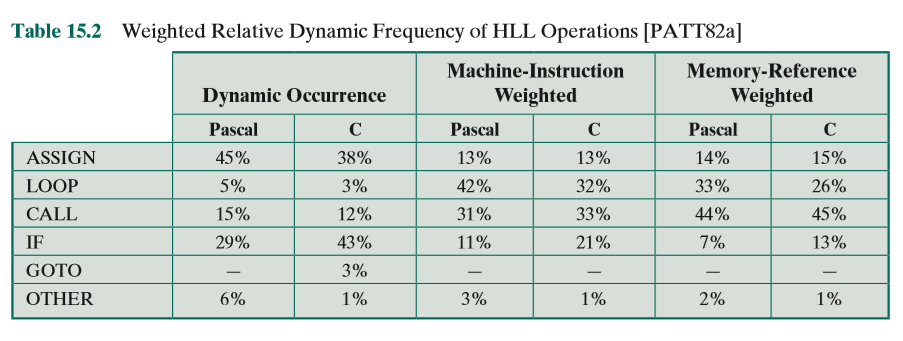 Table 15.2 Weighted Relative Dynamic Frequency of HLL Operations [PATT82a]
Dynamic Occurrence Machine-Instruction Weighted Memory-Reference Weighted
Pascal C Pascal C Pascal C
ASSIGN 45% 38% 13% 13% 14% 15%
LOOP 5% 3% 42% 32% 33% 26%
CALL 15% 12% 31% 33% 44% 45%
IF 29% 43% 11% 21% 7% 13%
GOTO — 3% — — — —
OTHER 6% 1% 3% 1% 2% 1%